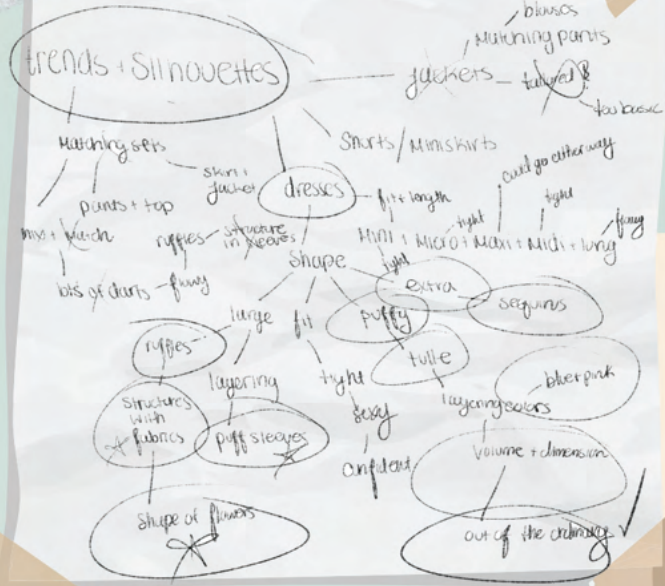 blouses
Matching pants
trends + Silhouettes
jackets
tailored
too basic
Matching sets
Shorts / Miniskirts
could go either way
Skirt +
Jacket
dresses
fit + length
tight
pants + top
tight
flowy
mix + Match
ruffles
structure
in sleeves
Mini + Micro + Maxi + Midi + long
Shape
tight
lots of darts
flowy
extra
sequins
large
fit
puffy
ruffles
tulle
layering
tight
blue + pink
structures
with
fabrics
layering colors
puff sleeves
sexy
volume + dimension
confident
shape of flowers
out of the ordinary